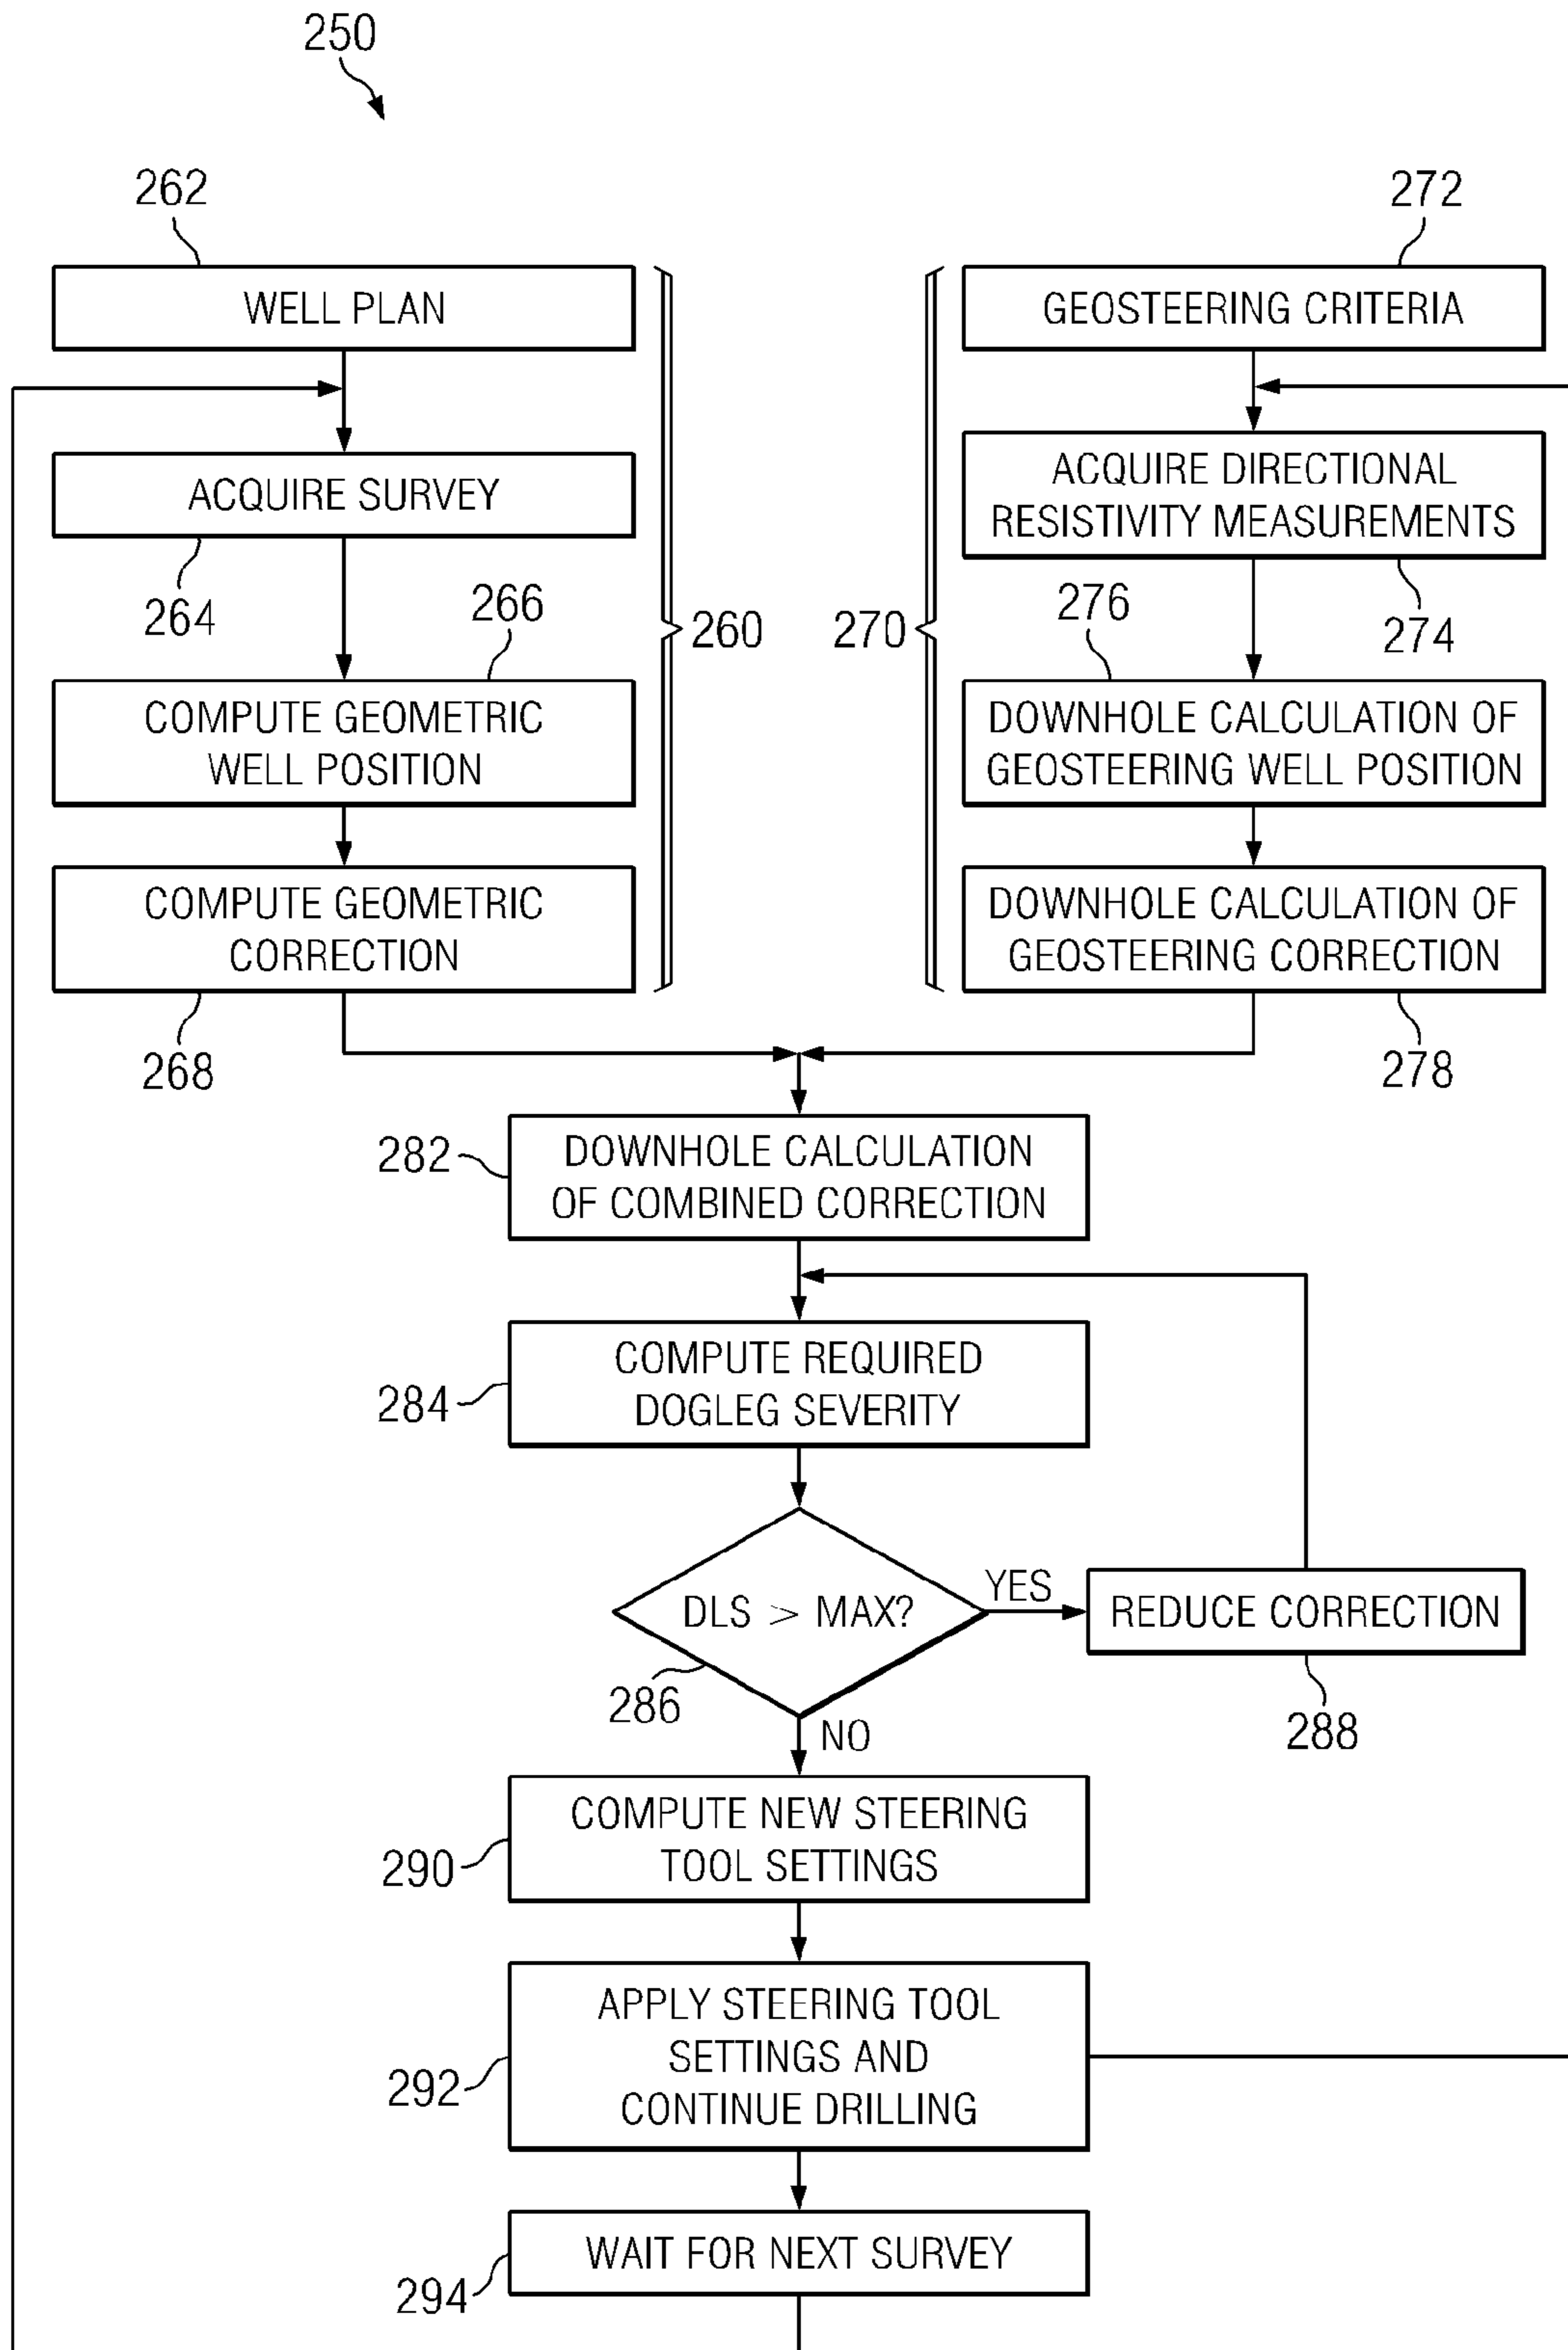 250
262
272
WELL PLAN
GEOSTEERING CRITERIA
ACQUIRE SURVEY
264
ACQUIRE DIRECTIONAL
RESISTIVITY MEASUREMENTS
274
266
276
260
270
COMPUTE GEOMETRIC
WELL POSITION
DOWNHOLE CALCULATION OF
GEOSTEERING WELL POSITION
COMPUTE GEOMETRIC
CORRECTION
268
DOWNHOLE CALCULATION OF
GEOSTEERING CORRECTION
278
282
DOWNHOLE CALCULATION
OF COMBINED CORRECTION
284
COMPUTE REQUIRED
DOGLEG SEVERITY
DLS > MAX?
YES
REDUCE CORRECTION
286
288
NO
COMPUTE NEW STEERING
TOOL SETTINGS
290
APPLY STEERING TOOL
SETTINGS AND
CONTINUE DRILLING
292
WAIT FOR NEXT SURVEY
294